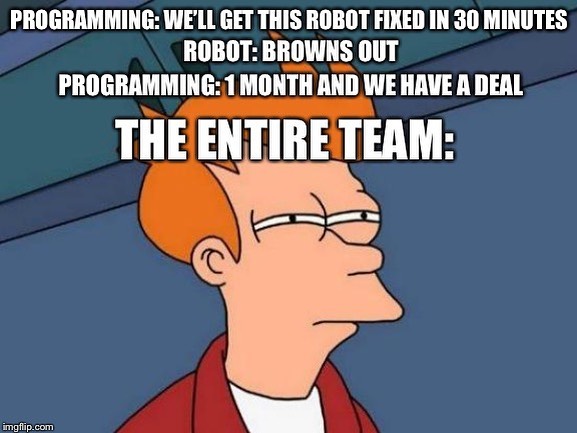 PROGRAMMING: WE'LL GET THIS ROBOT FIXED IN 30 MINUTES
ROBOT: BROWNS OUT
PROGRAMMING: 1 MONTH AND WE HAVE A DEAL
THE ENTIRE TEAM:
imgflip.com